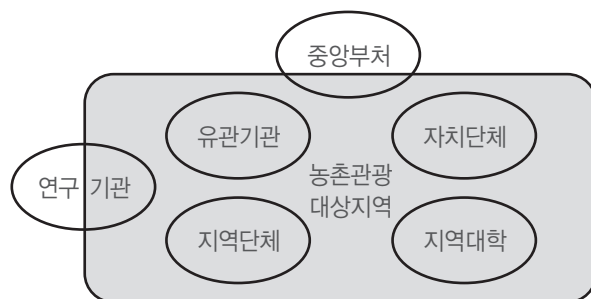 중앙부처
유관기관
자치단체
연구 기관
농촌관광
대상지역
지역단체
지역대학